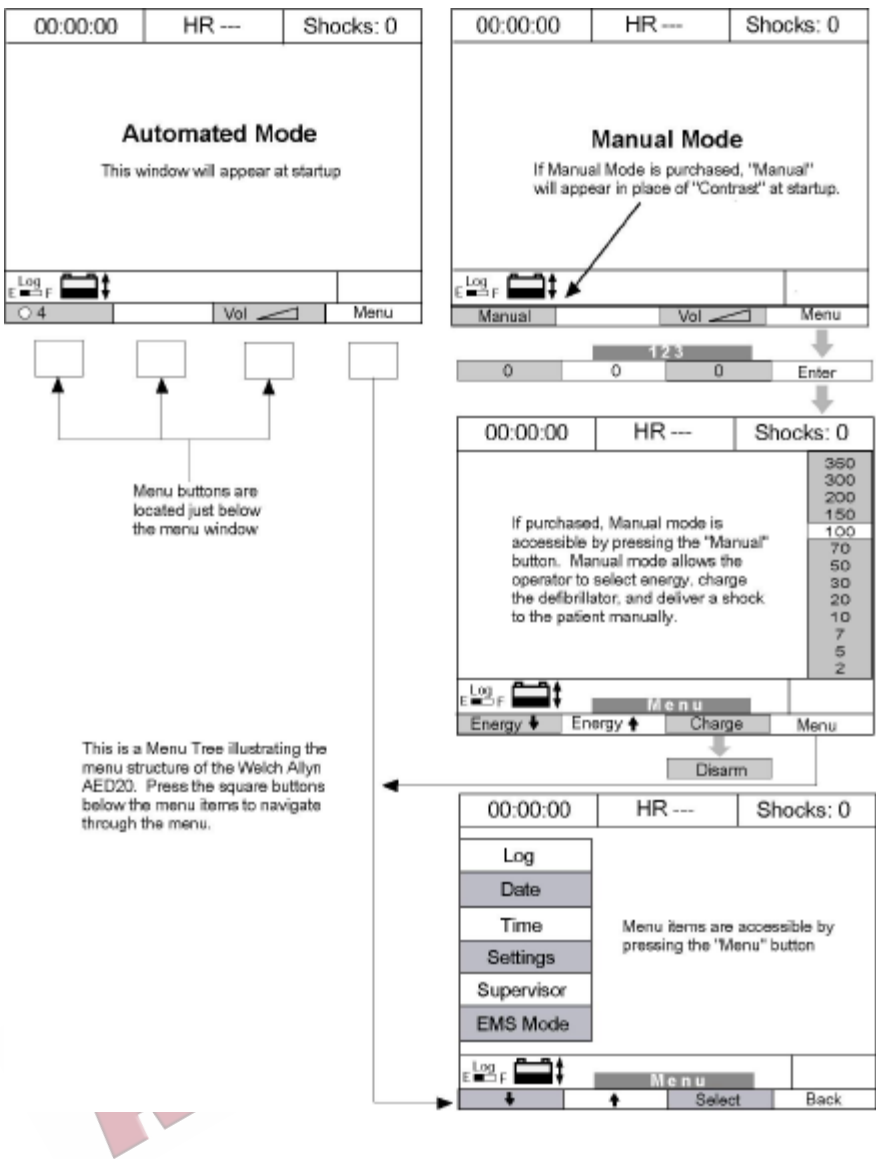 00:00:00 HR --- Shocks: 0
Automated Mode
This window will appear at startup
Log
E F
4 Vol Menu
Menu buttons are
located just below
the menu window
This is a Menu Tree illustrating the
menu structure of the Welch Allyn
AED20. Press the square buttons
below the menu items to navigate
through the menu.
00:00:00 HR --- Shocks: 0
Manual Mode
If Manual Mode is purchased, "Manual"
will appear in place of "Contrast" at startup.
Log
E F
Manual Vol Menu
1 2 3
0 0 0 Enter
00:00:00 HR --- Shocks: 0
If purchased, Manual mode is
accessible by pressing the "Manual"
button. Manual mode allows the
operator to select energy, charge
the defibrillator, and deliver a shock
to the patient manually.
360
300
200
150
100
70
50
30
20
10
7
5
2
Log
E F
Menu
Energy Energy Charge Menu
Disarm
00:00:00 HR --- Shocks: 0
Log
Date
Time
Settings
Supervisor
EMS Mode
Menu items are accessible by
pressing the "Menu" button
Log
E F
Menu
Select Back